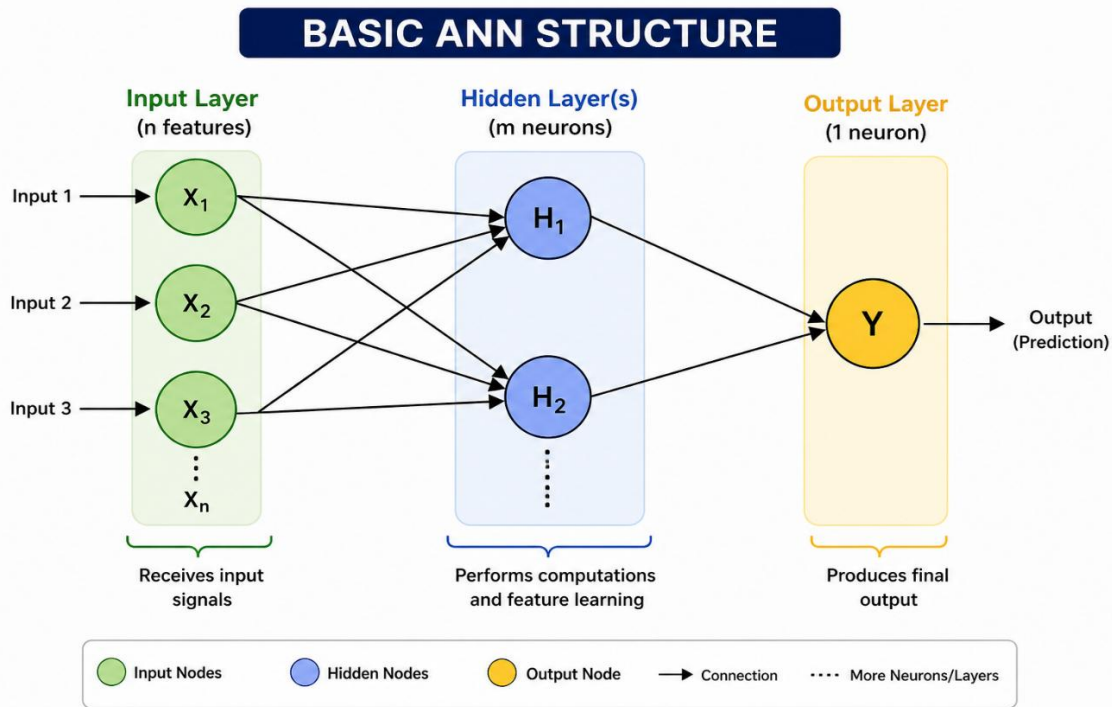 BASIC ANN STRUCTURE
Input Layer
(n features)
Hidden Layer(s)
(m neurons)
Output Layer
(1 neuron)
Input 1
X₁
Input 2
X₂
Input 3
X₃
Xₙ
H₁
H₂
Y
Output
(Prediction)
Receives input
signals
Performs computations
and feature learning
Produces final
output
Input Nodes
Hidden Nodes
Output Node
Connection
More Neurons/Layers